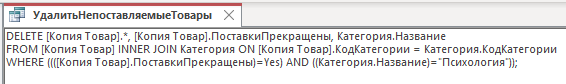 УдалитьНепоставляемыеТовары
DELETE [Копия Товар].*, [Копия Товар].ПоставкиПрекращены, Категория.Название
FROM [Копия Товар] INNER JOIN Категория ON [Копия Товар].КодКатегории = Категория.КодКатегории
WHERE ((([Копия Товар].ПоставкиПрекращены)=Yes) AND ((Категория.Название)="Психология"));